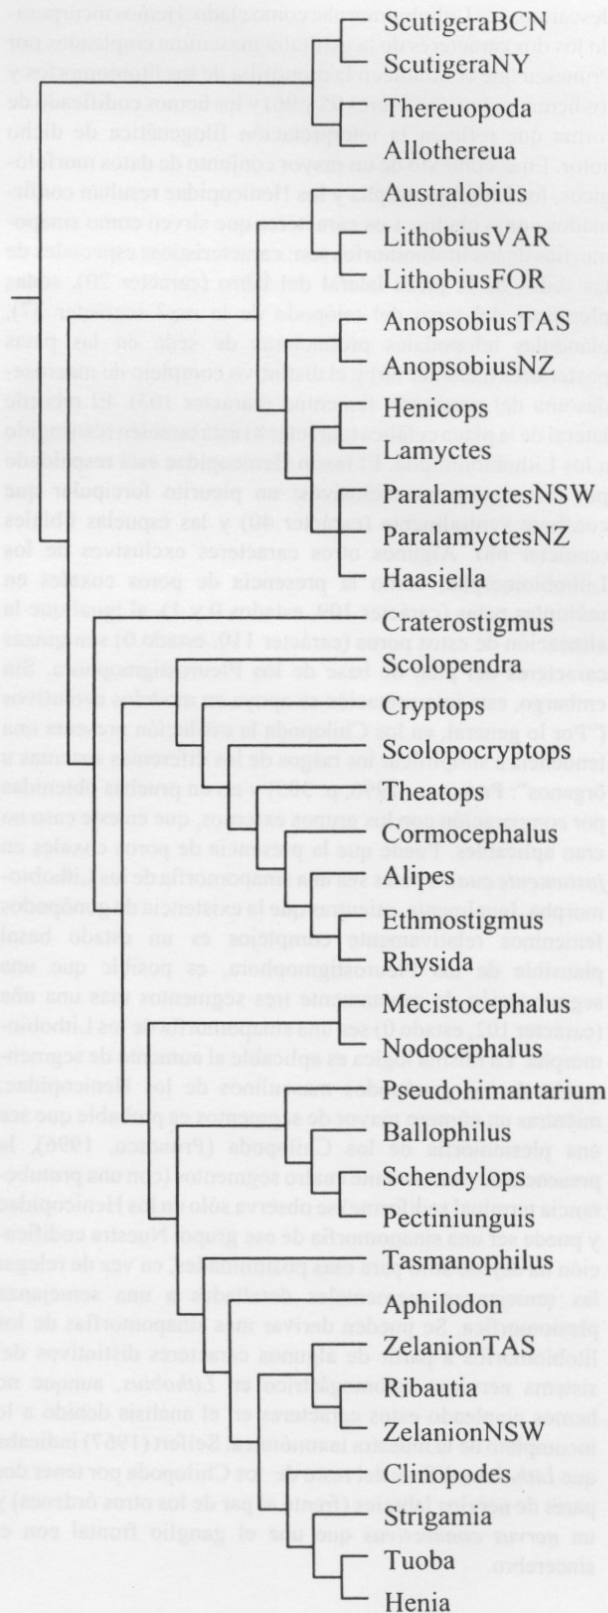 ScutigeraBCN
ScutigeraNY
Thereuopoda
Allothereua
Australobius
LithobiusVAR
LithobiusFOR
AnopsobiusTAS
AnopsobiusNZ
Henicops
Lamyctes
ParalamyctesNSW
ParalamyctesNZ
Haasiella
Craterostigmus
Scolopendra
Cryptops
Scolopocryptops
Theatops
Cormocephalus
Alipes
Ethmostigmus
Rhysida
Mecistocephalus
Nodocephalus
Pseudohimantarium
Ballophilus
Schendylops
Pectiniunguis
Tasmanophilus
Aphilodon
ZelanionTAS
Ribautia
ZelanionNSW
Clinopodes
Strigamia
Tuoba
Henia